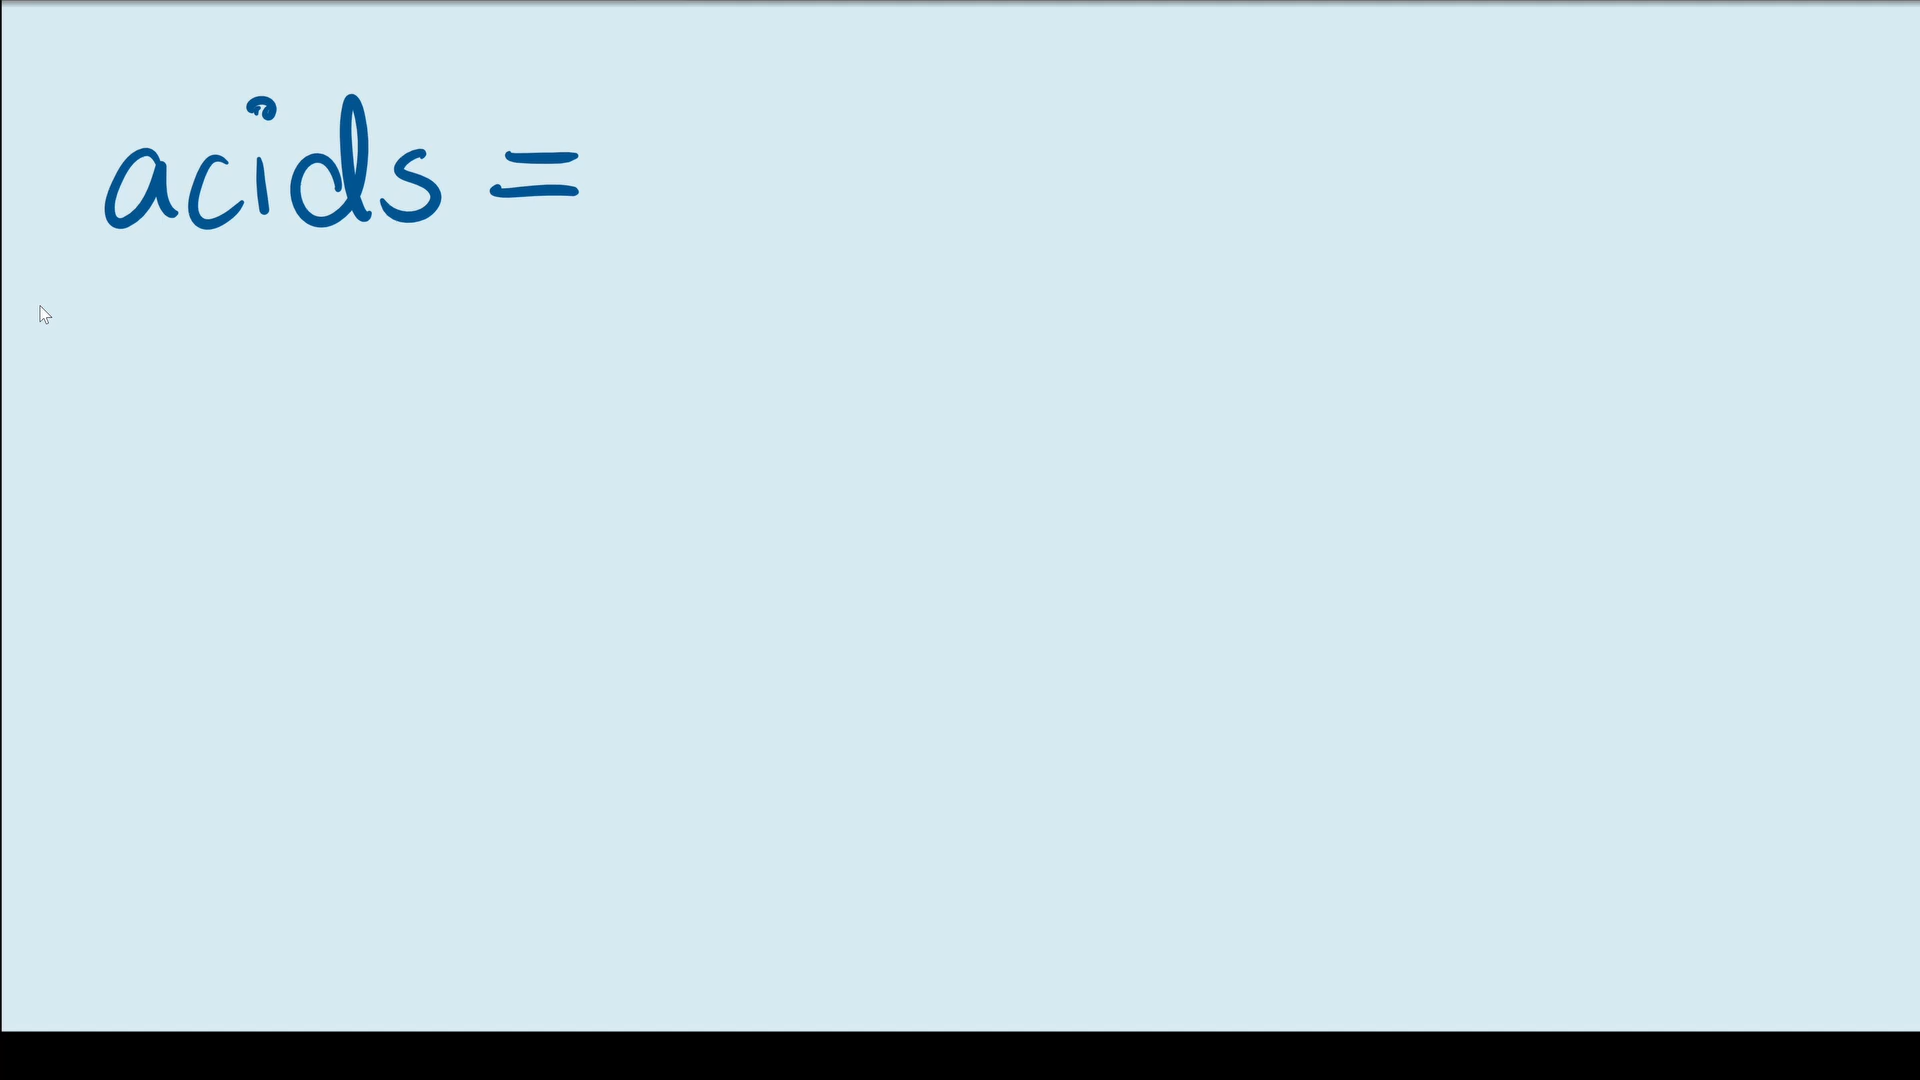 acids =